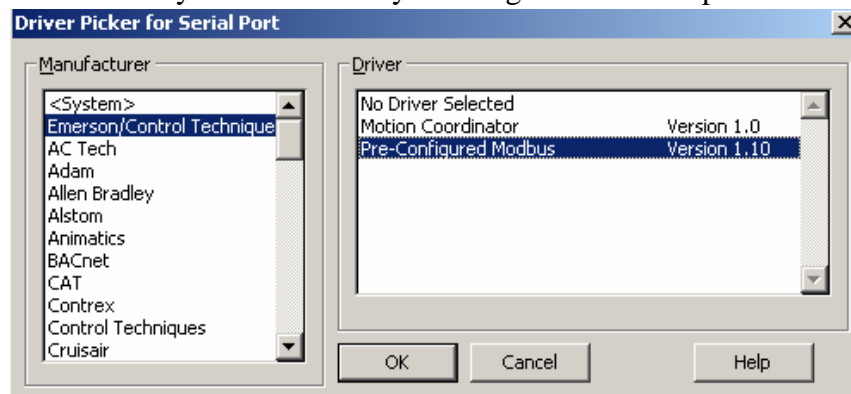 Driver Picker for Serial Port
Manufacturer
<System>
Emerson/Control Technique
AC Tech
Adam
Allen Bradley
Alstom
Animatics
BACnet
CAT
Contrex
Control Techniques
Cruisair
Driver
No Driver Selected
Motion Coordinator Version 1.0
Pre-Configured Modbus Version 1.10
OK Cancel Help